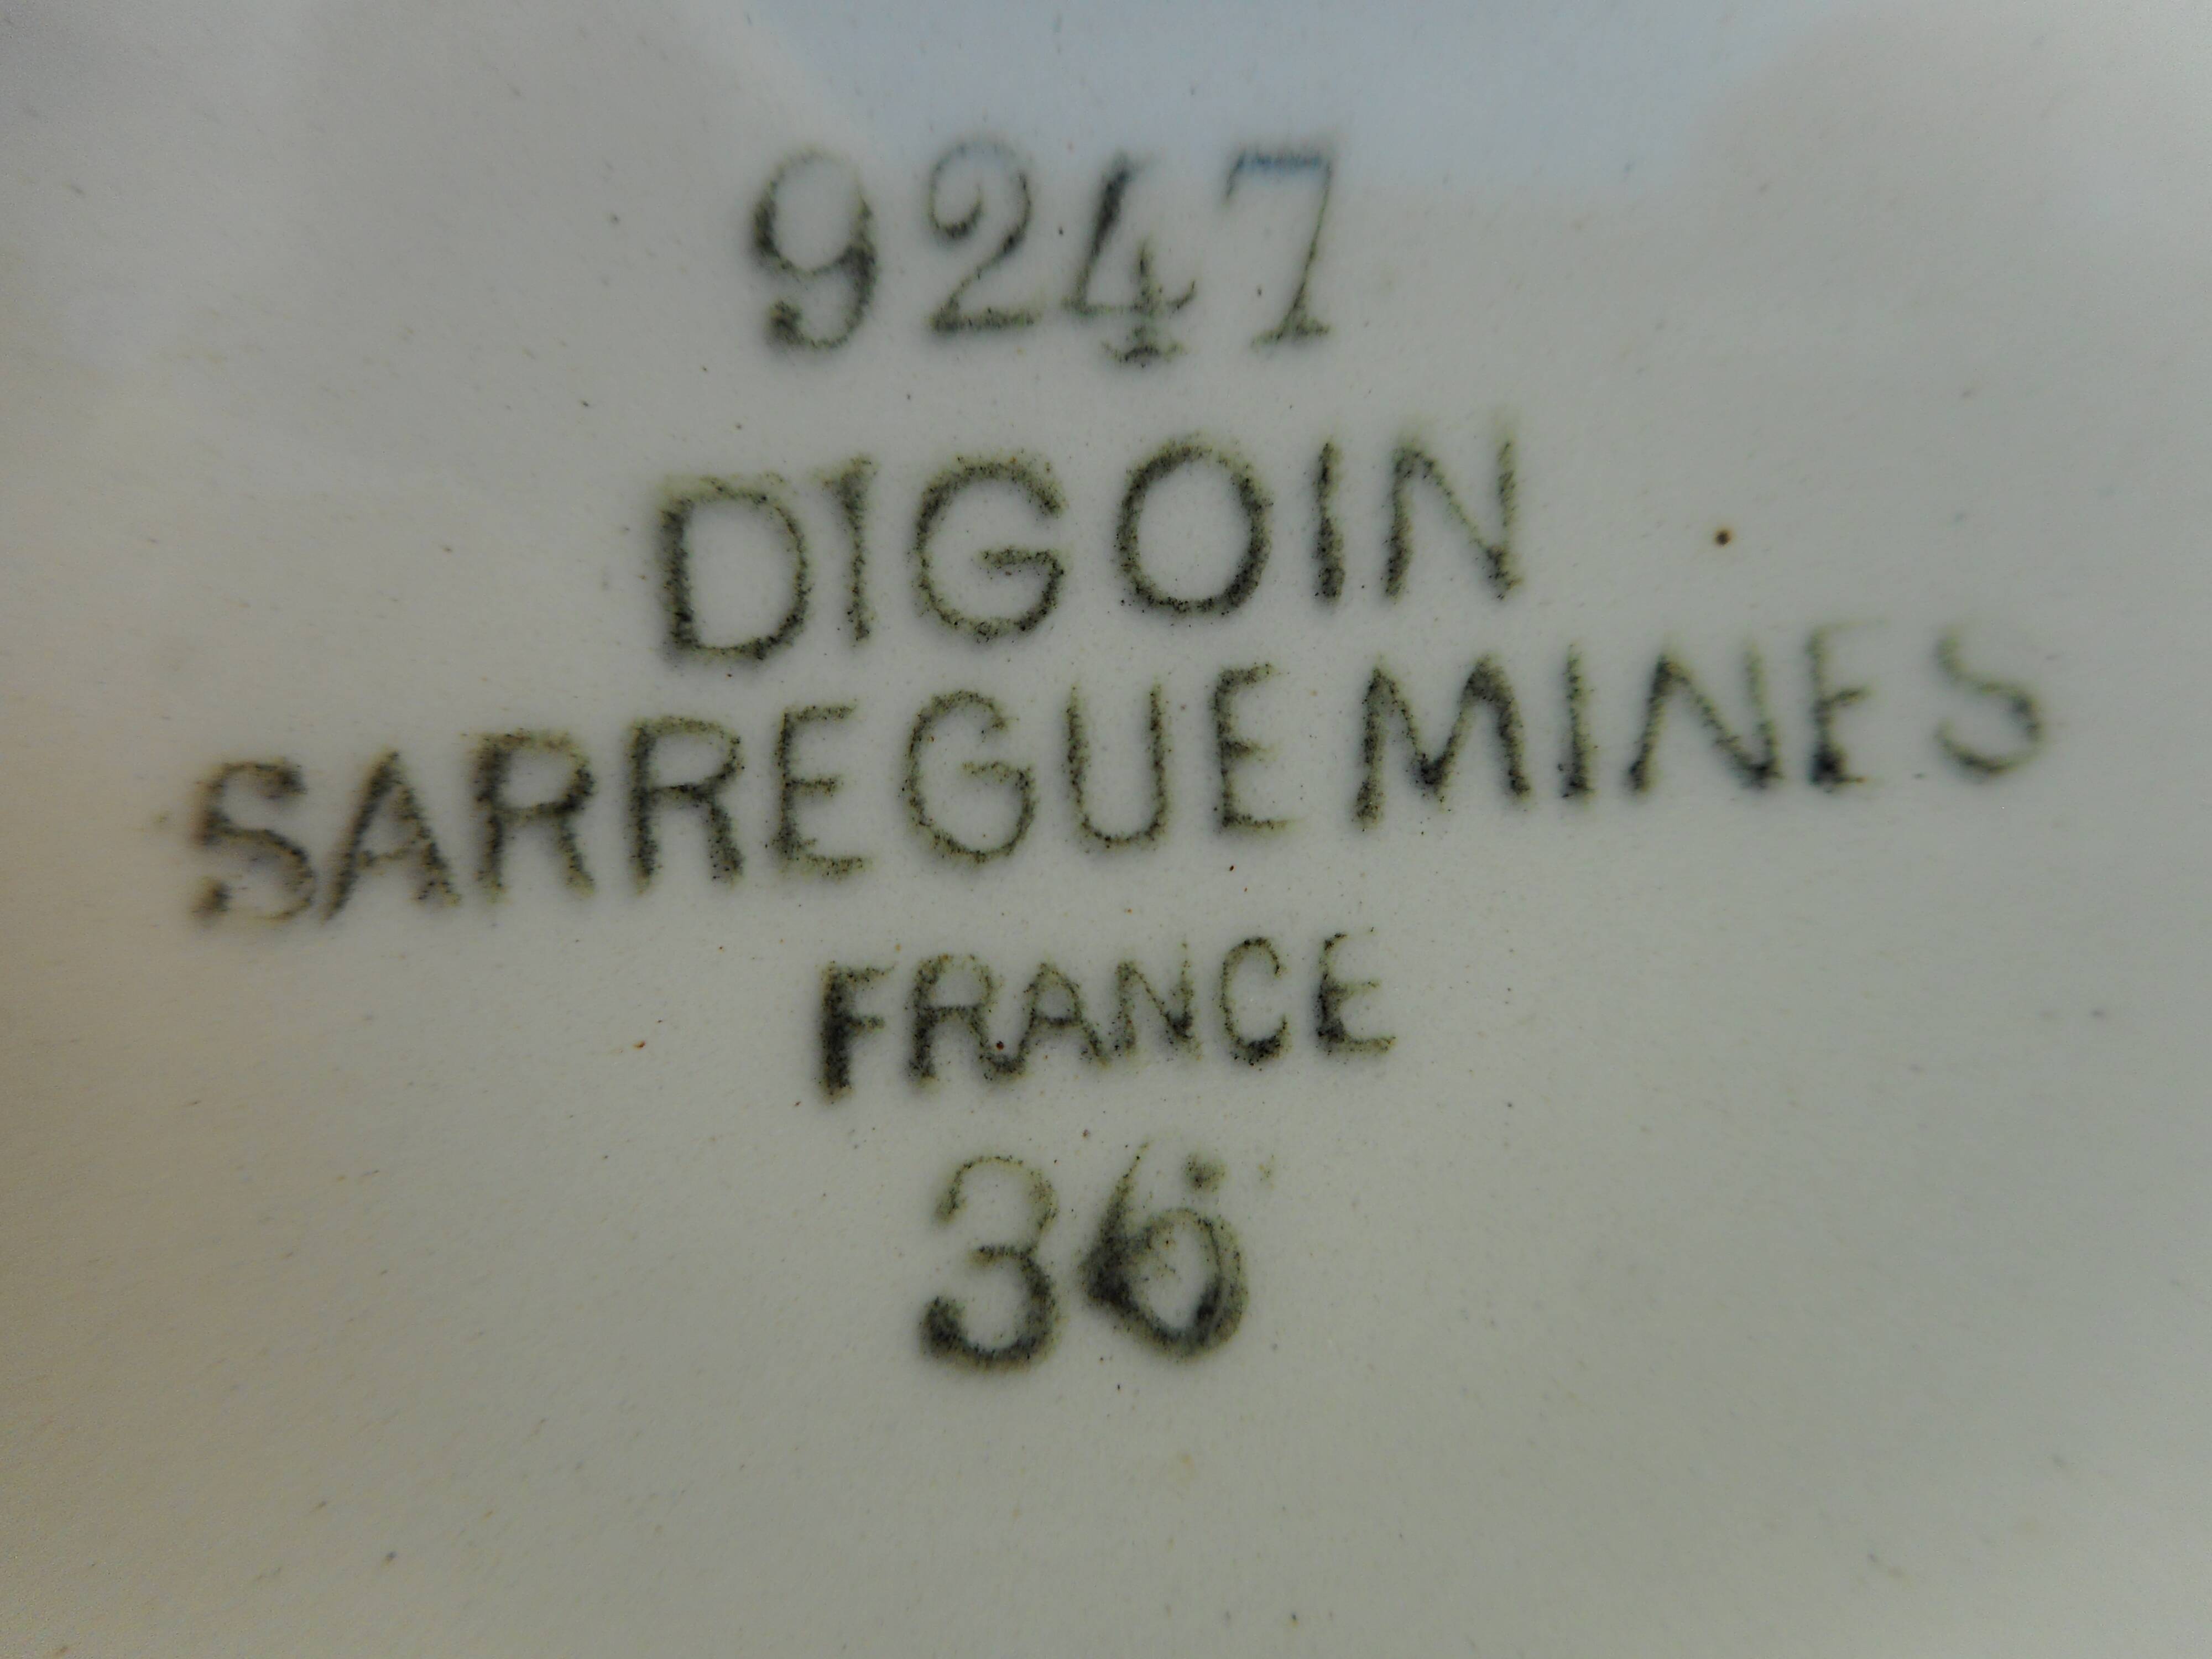 9247
DIGOIN
SARREGUEMINES
FRANCE
36